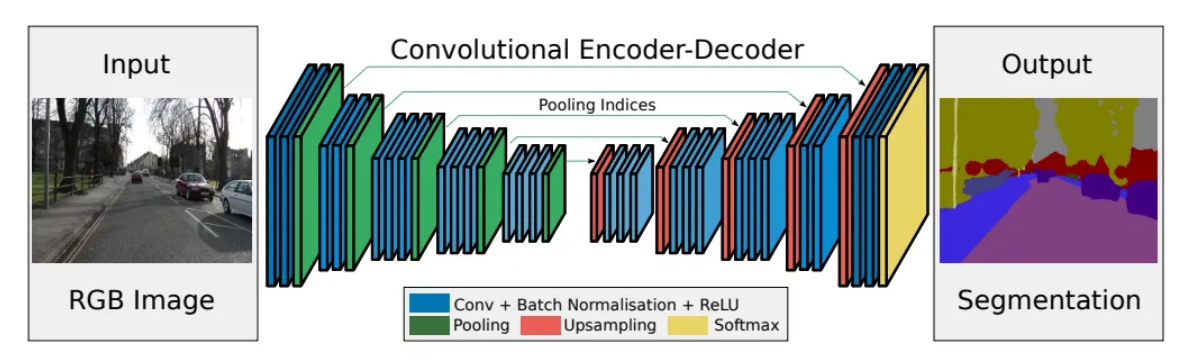 Convolutional Encoder-Decoder
Input
Output
Pooling Indices
RGB Image
Segmentation
Conv + Batch Normalisation + ReLU
Pooling Upsampling Softmax